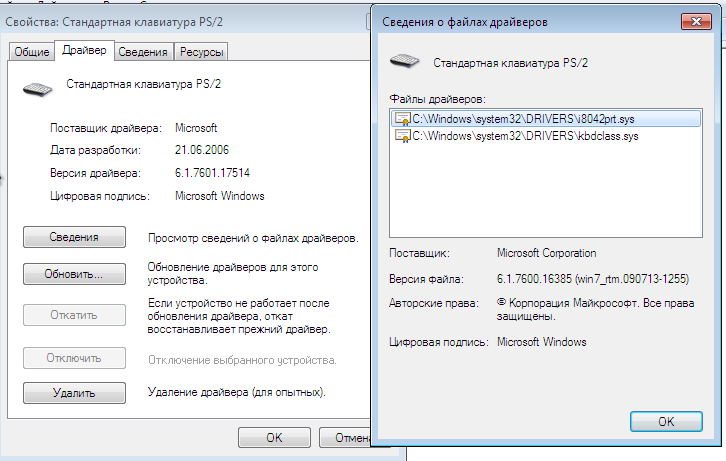 Свойства: Стандартная клавиатура PS/2
Общие
Драйвер
Сведения
Ресурсы
Стандартная клавиатура PS/2
Поставщик драйвера: Microsoft
Дата разработки: 21.06.2006
Версия драйвера: 6.1.7601.17514
Цифровая подпись: Microsoft Windows
Сведения
Просмотр сведений о файлах драйверов.
Обновить...
Обновление драйверов для этого
устройства.
Откатить
Если устройство не работает после
обновления драйвера, откат
восстанавливает прежний драйвер.
Отключить
Отключение выбранного устройства.
Удалить
Удаление драйвера (для опытных).
OK
Отмена
Сведения о файлах драйверов
Стандартная клавиатура PS/2
Файлы драйверов:
C:\Windows\system32\DRIVERS\i8042prt.sys
C:\Windows\system32\DRIVERS\kbdclass.sys
Поставщик: Microsoft Corporation
Версия файла: 6.1.7600.16385 (win7_rtm.090713-1255)
Авторские права: © Корпорация Майкрософт. Все права
защищены.
Цифровая подпись: Microsoft Windows
OK